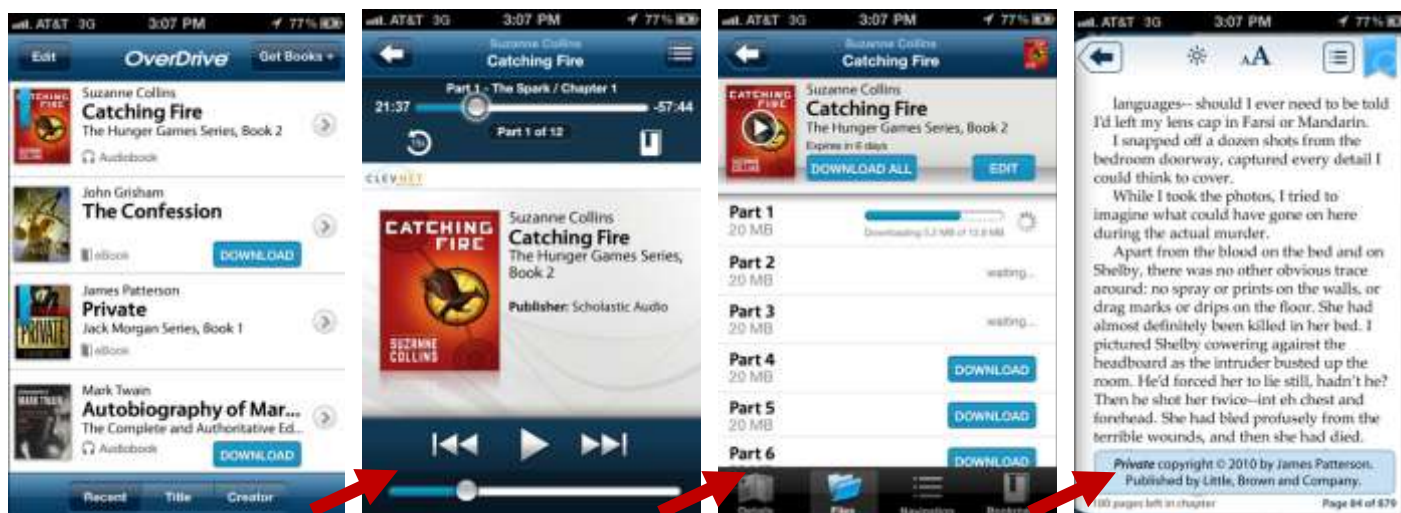 AT&T 3G 3:07 PM 77%
Edit OverDrive Get Books +
Suzanne Collins
Catching Fire
The Hunger Games Series, Book 2
Audiobook
John Grisham
The Confession
eBook
DOWNLOAD
James Patterson
Private
Jack Morgan Series, Book 1
eBook
PRIVATE
Mark Twain
Autobiography of Mar...
The Complete and Authoritative Ed...
Audiobook
DOWNLOAD
Recent Title Creator
AT&T 3G 3:07 PM 77%
Suzanne Collins
Catching Fire
Part 1 - The Spark / Chapter 1
21:37 -57:44
Part 1 of 12
15s
CLEVNET
CATCHING
FIRE
SUZANNE
COLLINS
Suzanne Collins
Catching Fire
The Hunger Games Series,
Book 2
Publisher: Scholastic Audio
AT&T 3G 3:07 PM 77%
Suzanne Collins
Catching Fire
CATCHING
FIRE
Suzanne Collins
Catching Fire
The Hunger Games Series, Book 2
Expires in 6 days
DOWNLOAD ALL EDIT
Part 1
20 MB
Part 2
20 MB
waiting...
Part 3
20 MB
waiting...
Part 4
20 MB
DOWNLOAD
Part 5
20 MB
DOWNLOAD
Part 6
DOWNLOAD
Details Files Navigation
AT&T 3G 3:07 PM 77%
AA
languages-- should I ever need to be told
I'd left my lens cap in Farsi or Mandarin.
I snapped off a dozen shots from the
bedroom doorway, captured every detail I
could think to cover.
While I took the photos, I tried to
imagine what could have gone on here
during the actual murder.
Apart from the blood on the bed and on
Shelby, there was no other obvious trace
around: no spray or prints on the walls, or
drag marks or drips on the floor. She had
almost definitely been killed in her bed. I
pictured Shelby cowering against the
headboard as the intruder busted up the
room. He'd forced her to lie still, hadn't he?
Then he shot her twice--int eh chest and
forehead. She had bled profusely from the
terrible wounds, and then she had died.
Private copyright © 2010 by James Patterson.
Published by Little, Brown and
Company.
100 pages left in chapter Page 84 of 679